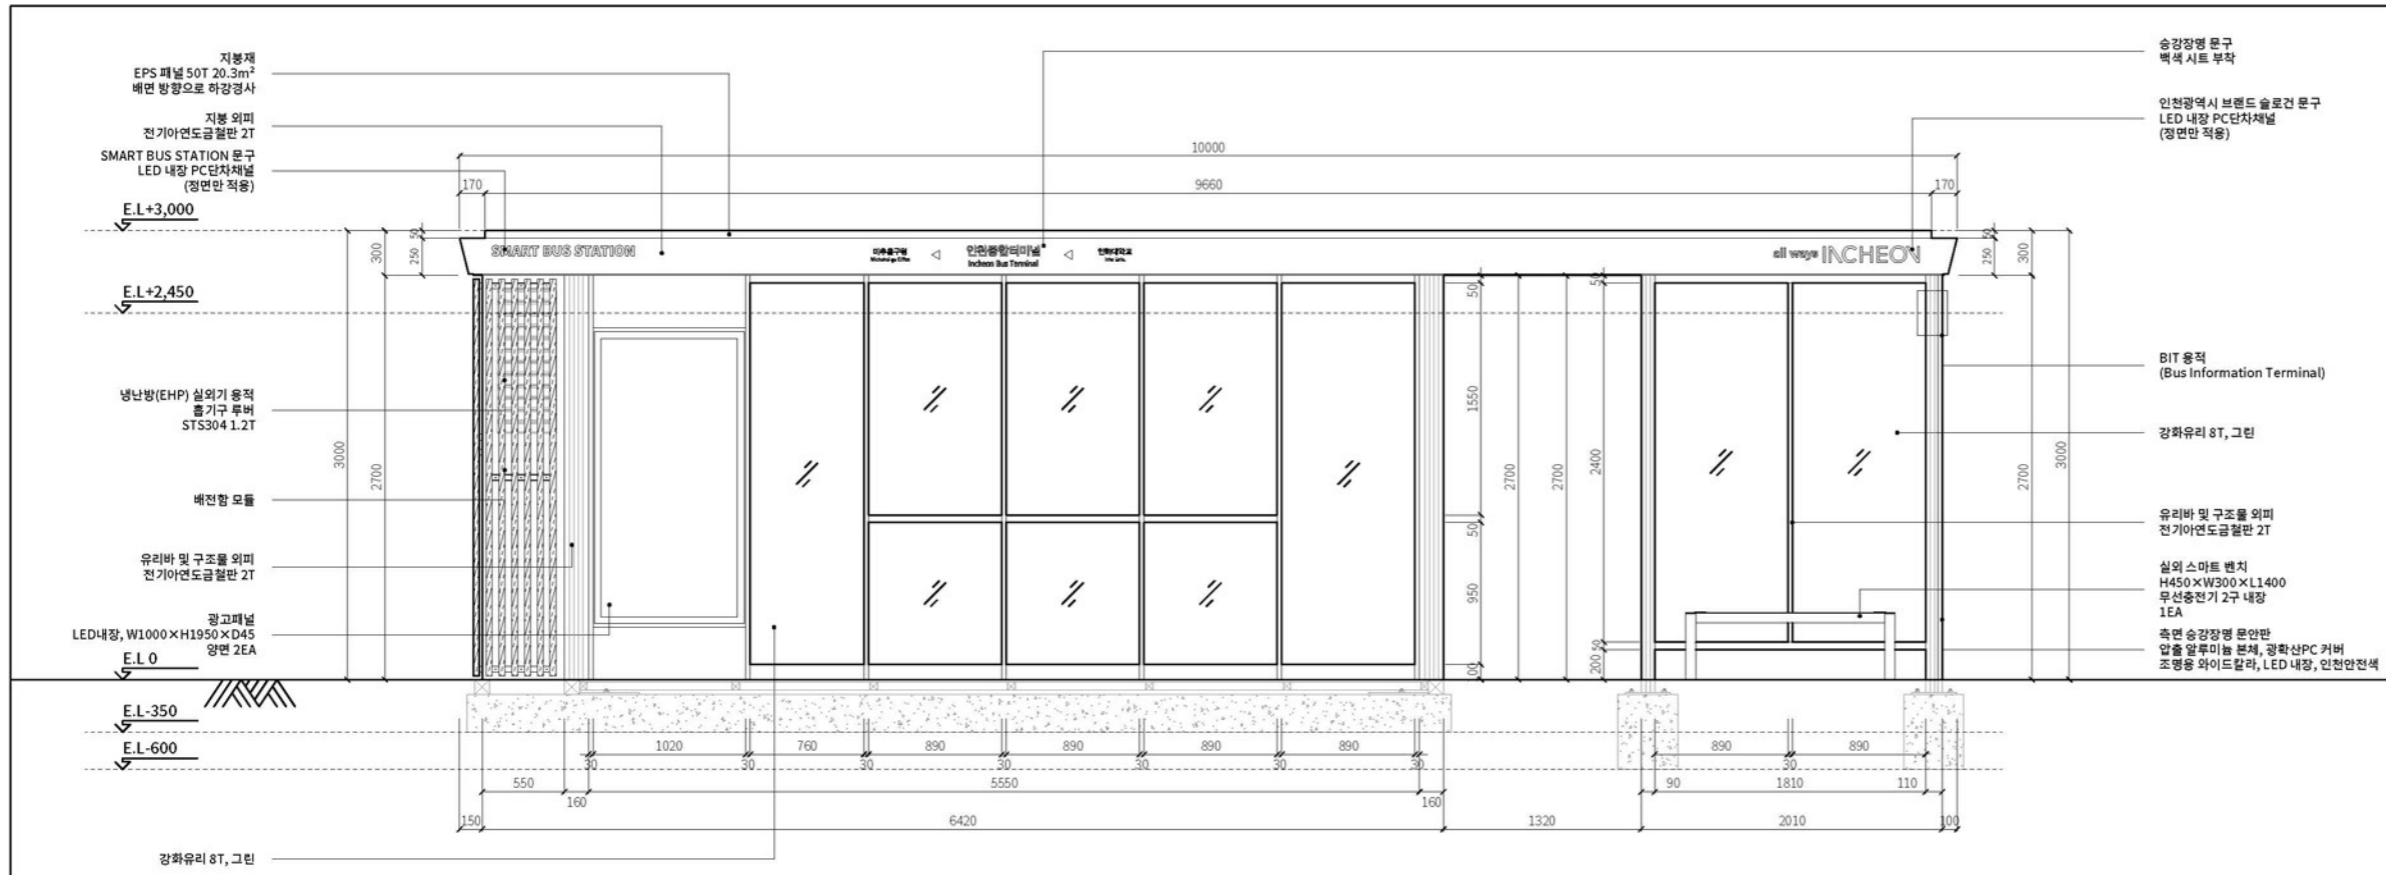 지붕재
EPS 패널 50T 20.3m²
배면 방향으로 하강경사
지붕 외피
전기아연도금철판 2T
SMART BUS STATION 문구
LED 내장 PC단차채널
(정면만 적용)
E.L+3,000
E.L+2,450
냉난방(EHP) 실외기 용적
흡기구 루버
STS304 1.2T
배전함 모듈
유리바 및 구조물 외피
전기아연도금철판 2T
광고패널
LED내장, W1000×H1950×D45
양면 2EA
E.L 0
E.L-350
E.L-600
강화유리 8T, 그린
10000
170 9660 170
SMART BUS STATION
미추홀구청 ◁ 인천종합터미널 ◁ 인하대학교
Incheon Bus Terminal
all ways INCHEON
3000
300
2700
50
250
50
1550
50
950
2700
2700
50
2400
50
200
50
250
300
2700
3000
1020 760 890 890 890 890 890 890
30 30 30 30 30 30 30 30
550 5550 90 1810 110
160 160
150 6420 1320 2010 100
승강장명 문구
백색 시트 부착
인천광역시 브랜드 슬로건 문구
LED 내장 PC단차채널
(정면만 적용)
BIT 용적
(Bus Information Terminal)
강화유리 8T, 그린
유리바 및 구조물 외피
전기아연도금철판 2T
실외 스마트 벤치
H450×W300×L1400
무선충전기 2구 내장
1EA
측면 승강장명 문안판
압출 알루미늄 본체, 광확산PC 커버
조명용 와이드칼라, LED 내장, 인천안전색